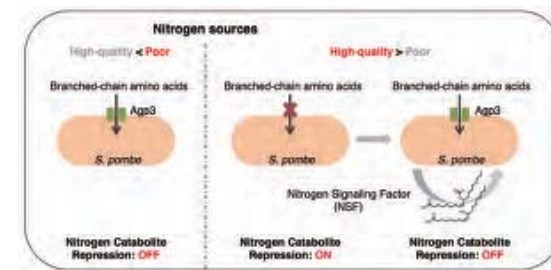 Nitrogen sources
High-quality < Poor
High-quality > Poor
Branched-chain amino acids
Branched-chain amino acids
Branched-chain amino acids
Agp3
Agp3
S. pombe
S. pombe
S. pombe
Nitrogen Signaling Factor
(NSF)
Nitrogen Catabolite
Repression: OFF
Nitrogen Catabolite
Repression: ON
Nitrogen Catabolite
Repression: OFF